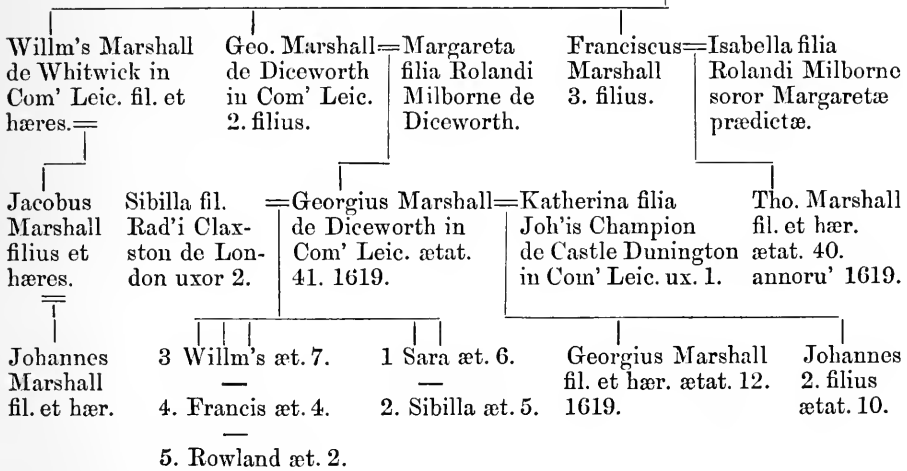 Willm's Marshall
de Whitwick in
Com' Leic. fil. et
hæres.
Geo. Marshall
de Diceworth
in Com' Leic.
2. filius.
Margareta
filia Rolandi
Milborne de
Diceworth.
Franciscus
Marshall
3. filius.
Isabella filia
Rolandi Milborne
soror Margaretæ
prædictæ.
Jacobus
Marshall
filius et
hæres.
Sibilla fil.
Rad'i Clax-
ston de Lon-
don uxor 2.
Georgius Marshall
de Diceworth in
Com' Leic. ætat.
41. 1619.
Katherina filia
Joh'is Champion
de Castle Dunington
in Com' Leic. ux. 1.
Tho. Marshall
fil. et hær.
ætat. 40.
annoru' 1619.
Johannes
Marshall
fil. et hær.
3 Willm's æt. 7.
4. Francis æt. 4.
5. Rowland æt. 2.
1 Sara æt. 6.
2. Sibilla æt. 5.
Georgius Marshall
fil. et hær. ætat. 12.
1619.
Johannes
2. filius
ætat. 10.